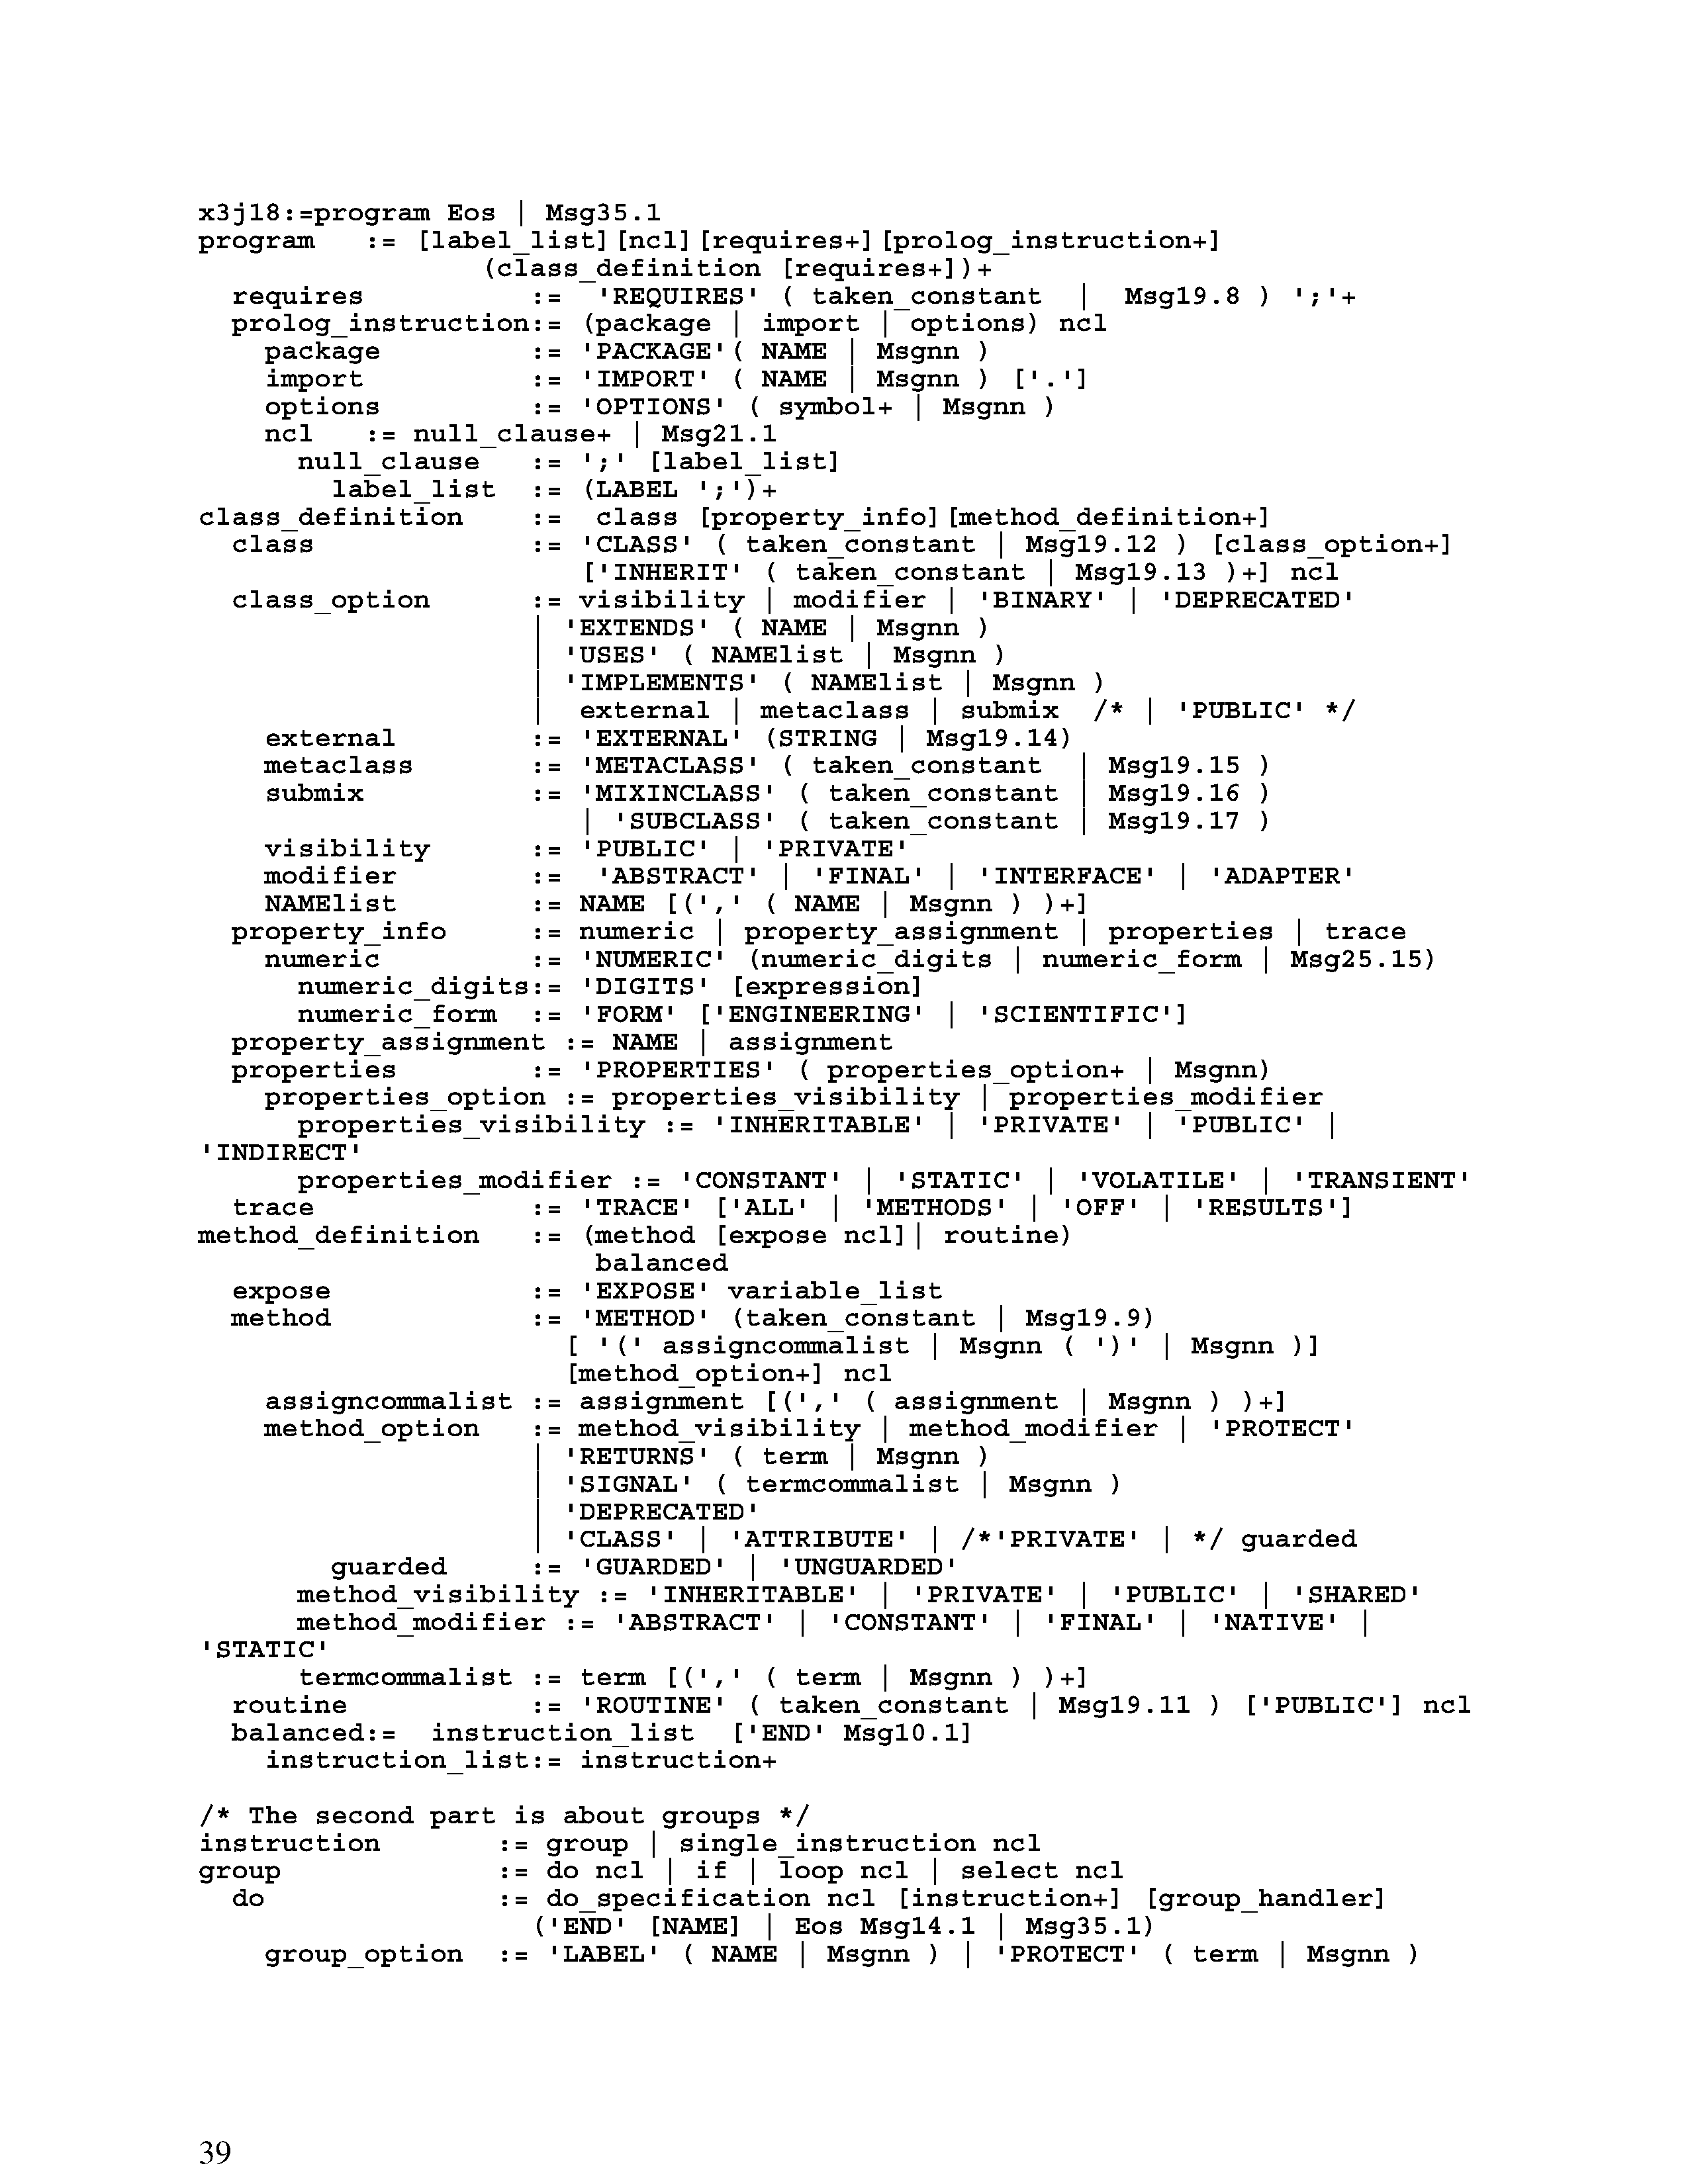 x3j18:=program Eos | Msg35.1
program   := [label_list][ncl][requires+][prolog_instruction+]
                 (class_definition [requires+])+
  requires          :=  'REQUIRES' ( taken_constant  |  Msg19.8 ) ';'+
  prolog_instruction:= (package | import | options) ncl
    package         := 'PACKAGE'( NAME | Msgnn )
    import          := 'IMPORT' ( NAME | Msgnn ) ['.']
    options         := 'OPTIONS' ( symbol+ | Msgnn )
    ncl   := null_clause+ | Msg21.1
      null_clause   := ';' [label_list]
        label_list  := (LABEL ';')+
class_definition    :=  class [property_info][method_definition+]
  class             := 'CLASS' ( taken_constant | Msg19.12 ) [class_option+]
                       ['INHERIT' ( taken_constant | Msg19.13 )+] ncl
  class_option      := visibility | modifier | 'BINARY' | 'DEPRECATED'
                    | 'EXTENDS' ( NAME | Msgnn )
                    | 'USES' ( NAMElist | Msgnn )
                    | 'IMPLEMENTS' ( NAMElist | Msgnn )
                    |  external | metaclass | submix  /* | 'PUBLIC' */
    external        := 'EXTERNAL' (STRING | Msg19.14)
    metaclass       := 'METACLASS' ( taken_constant  | Msg19.15 )
    submix          := 'MIXINCLASS' ( taken_constant | Msg19.16 )
                       | 'SUBCLASS' ( taken_constant | Msg19.17 )
    visibility      := 'PUBLIC' | 'PRIVATE'
    modifier        :=  'ABSTRACT' | 'FINAL' | 'INTERFACE' | 'ADAPTER'
    NAMElist        := NAME [(',' ( NAME | Msgnn ) )+]
  property_info     := numeric | property_assignment | properties | trace
    numeric         := 'NUMERIC' (numeric_digits | numeric_form | Msg25.15)
      numeric_digits:= 'DIGITS' [expression]
      numeric_form  := 'FORM' ['ENGINEERING' | 'SCIENTIFIC']
  property_assignment := NAME | assignment
  properties        := 'PROPERTIES' ( properties_option+ | Msgnn)
    properties_option := properties_visibility | properties_modifier
      properties_visibility := 'INHERITABLE' | 'PRIVATE' | 'PUBLIC' |
'INDIRECT'
      properties_modifier := 'CONSTANT' | 'STATIC' | 'VOLATILE' | 'TRANSIENT'
  trace             := 'TRACE' ['ALL' | 'METHODS' | 'OFF' | 'RESULTS']
method_definition   := (method [expose ncl]| routine)
                        balanced
  expose            := 'EXPOSE' variable_list
  method            := 'METHOD' (taken_constant | Msg19.9)
                      [ '(' assigncommalist | Msgnn ( ')' | Msgnn )]
                      [method_option+] ncl
    assigncommalist := assignment [(',' ( assignment | Msgnn ) )+]
    method_option   := method_visibility | method_modifier | 'PROTECT'
                    | 'RETURNS' ( term | Msgnn )
                    | 'SIGNAL' ( termcommalist | Msgnn )
                    | 'DEPRECATED'
                    | 'CLASS' | 'ATTRIBUTE' | /*'PRIVATE' | */ guarded
        guarded     := 'GUARDED' | 'UNGUARDED'
      method_visibility := 'INHERITABLE' | 'PRIVATE' | 'PUBLIC' | 'SHARED'
      method_modifier := 'ABSTRACT' | 'CONSTANT' | 'FINAL' | 'NATIVE' |
'STATIC'
      termcommalist := term [(',' ( term | Msgnn ) )+]
  routine           := 'ROUTINE' ( taken_constant | Msg19.11 ) ['PUBLIC'] ncl
  balanced:=  instruction_list  ['END' Msg10.1]
    instruction_list:= instruction+

/* The second part is about groups */
instruction       := group | single_instruction ncl
group             := do ncl | if | loop ncl | select ncl
  do              := do_specification ncl [instruction+] [group_handler]
                    ('END' [NAME] | Eos Msg14.1 | Msg35.1)
    group_option  := 'LABEL' ( NAME | Msgnn ) | 'PROTECT' ( term | Msgnn )
39